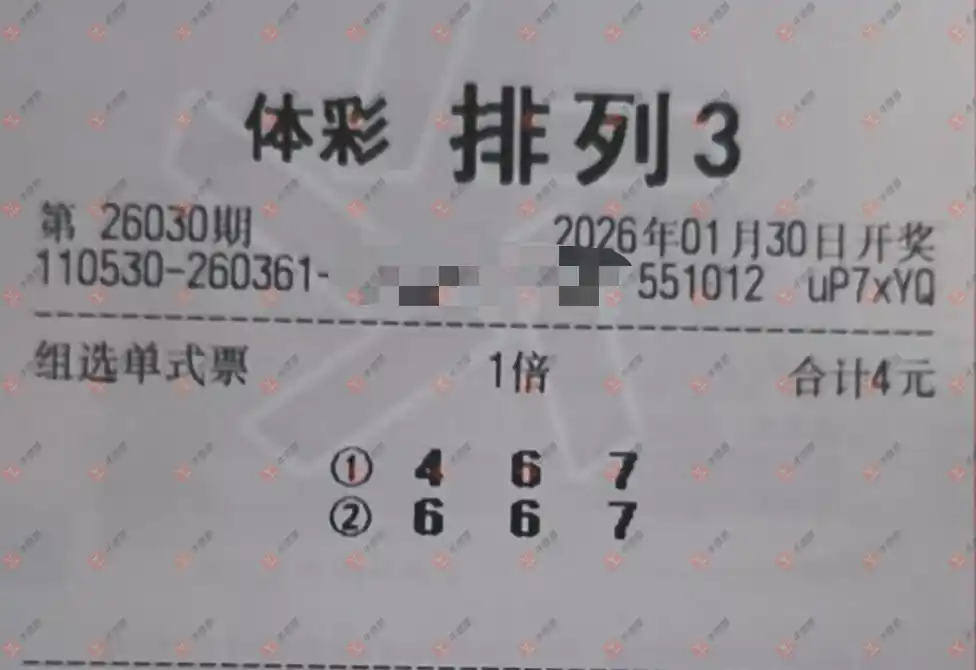 体彩 排列3
第 26030期 2026年01月30日开奖
110530-260361- 551012 uP7xYQ
组选单式票 1倍 合计4元
① 4 6 7
② 6 6 7